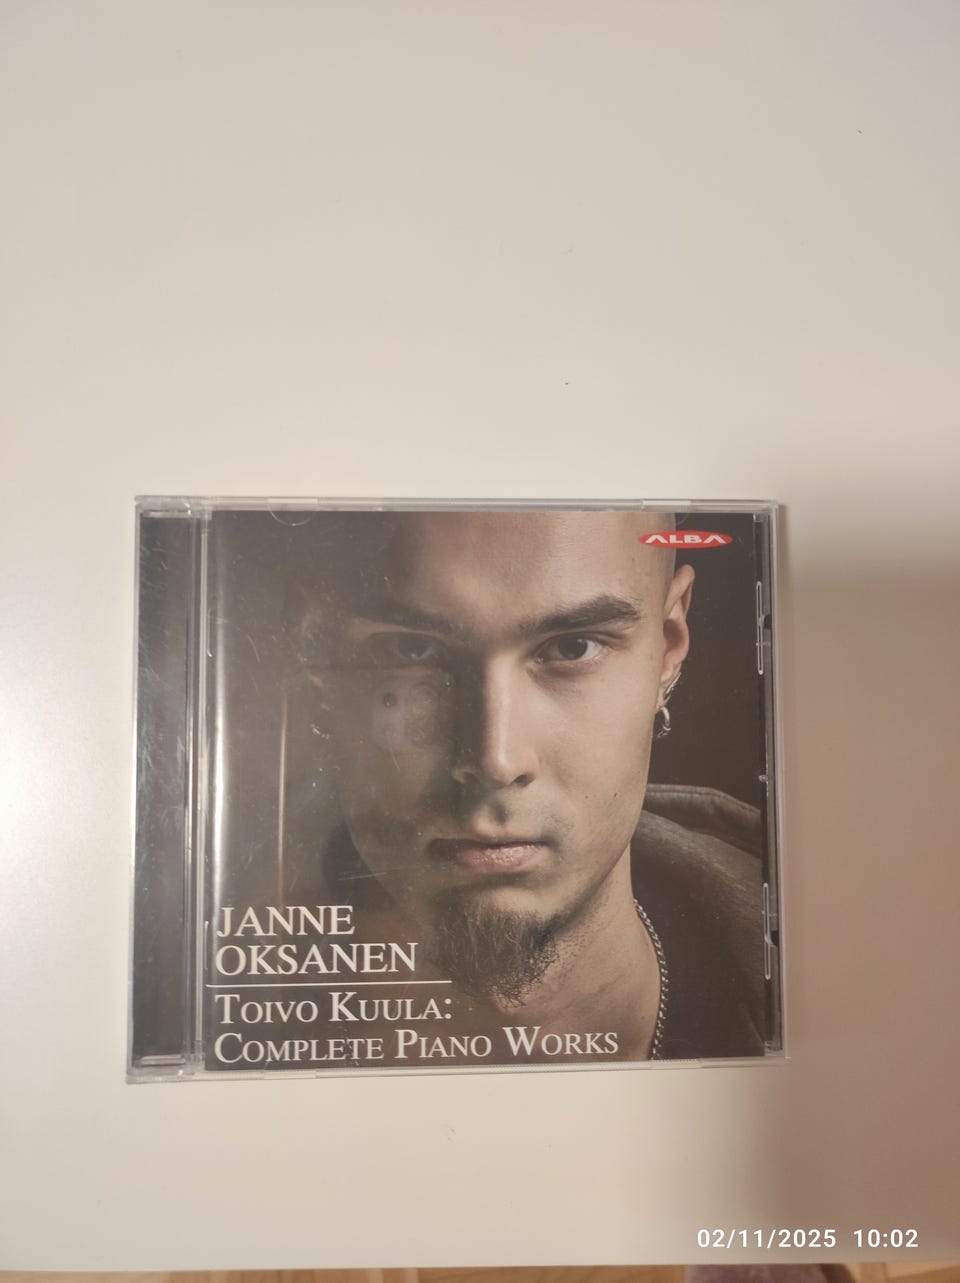 ALBA
JANNE
OKSANEN
TOIVO KUULA:
COMPLETE PIANO WORKS
02/11/2025 10:02